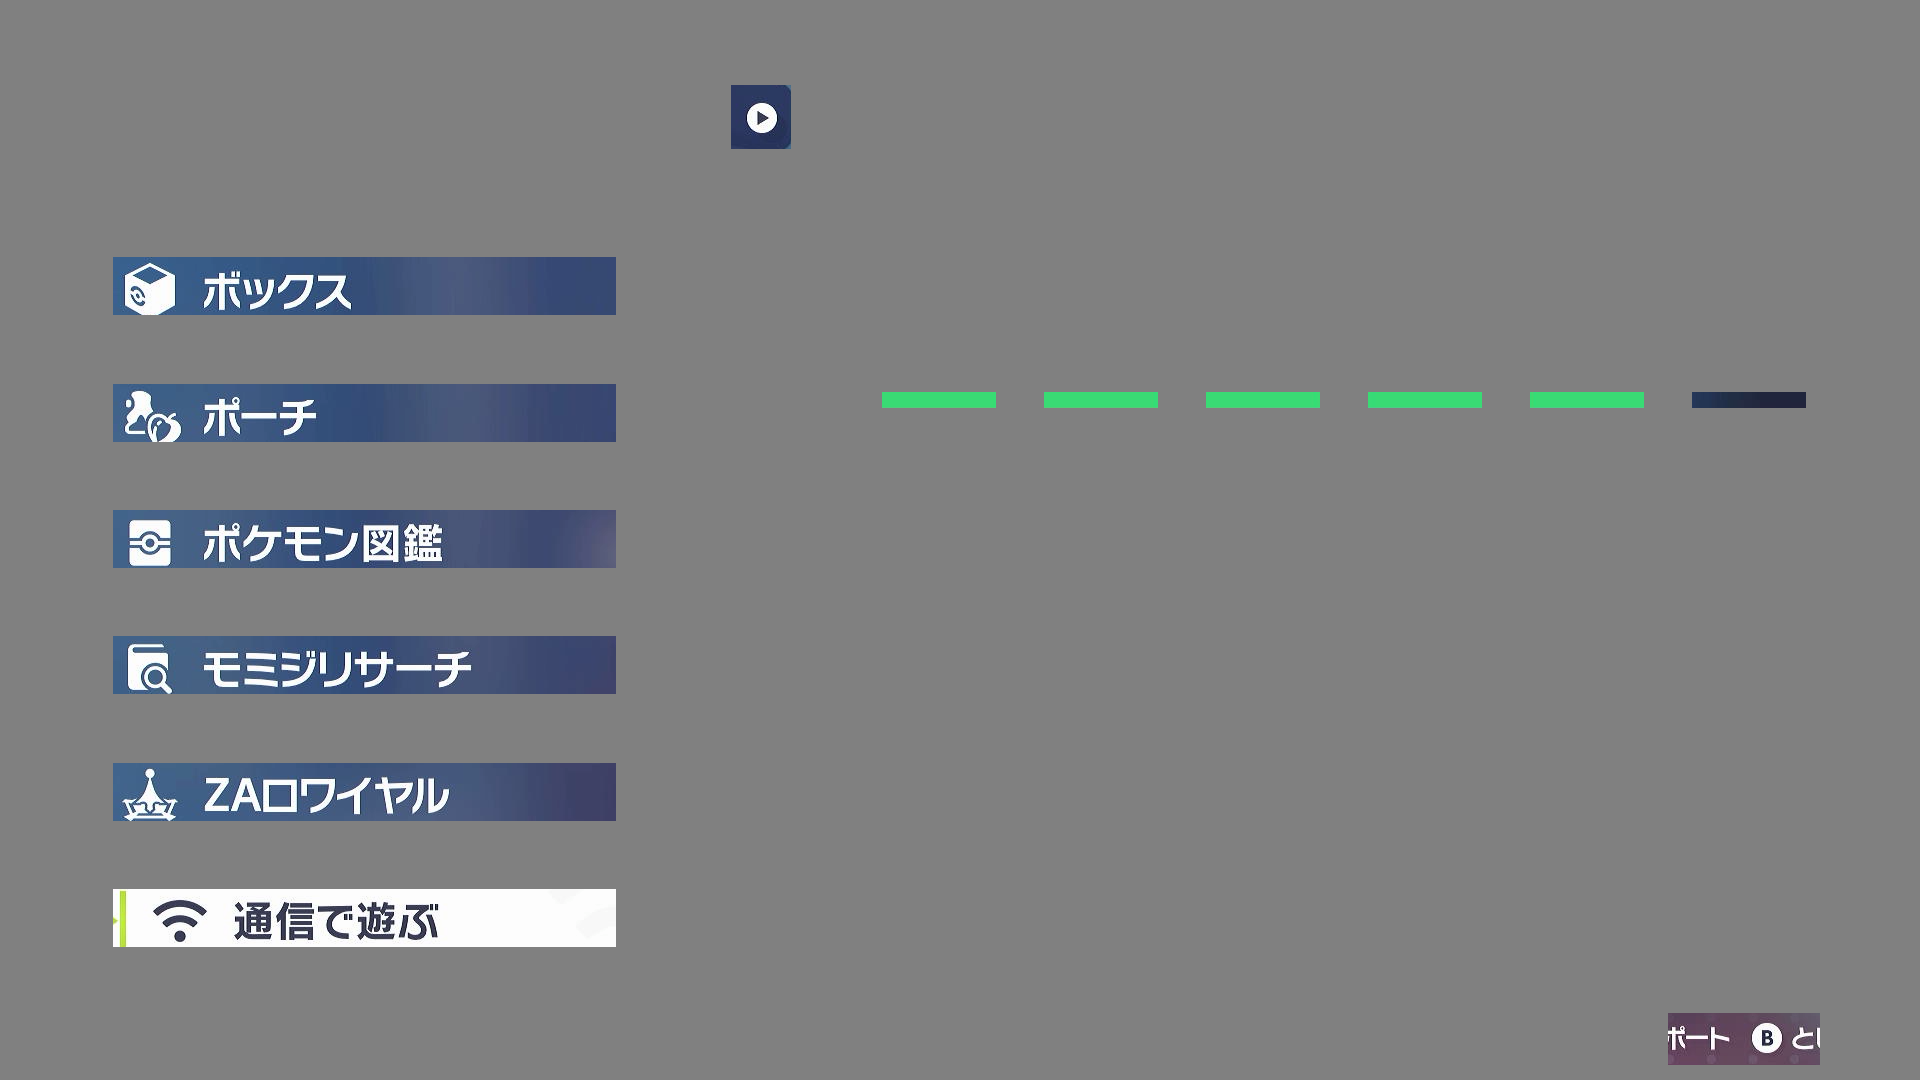 ボックス
ポーチ
ポケモン図鑑
モミジリサーチ
ZAロワイヤル
通信で遊ぶ
ポート B と